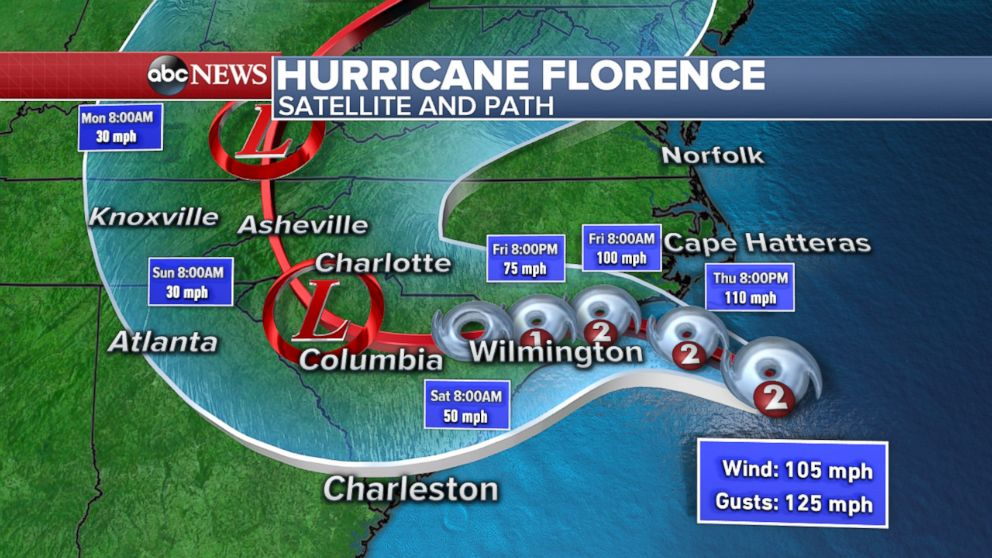 abc NEWS
HURRICANE FLORENCE
SATELLITE AND PATH
Mon 8:00AM
30 mph
L
Norfolk
Knoxville
Asheville
Charlotte
Fri 8:00PM
75 mph
Fri 8:00AM
100 mph
Cape Hatteras
Thu 8:00PM
110 mph
Sun 8:00AM
30 mph
L
Atlanta
Columbia
Wilmington
1
2
2
2
Sat 8:00AM
50 mph
Charleston
Wind: 105 mph
Gusts: 125 mph